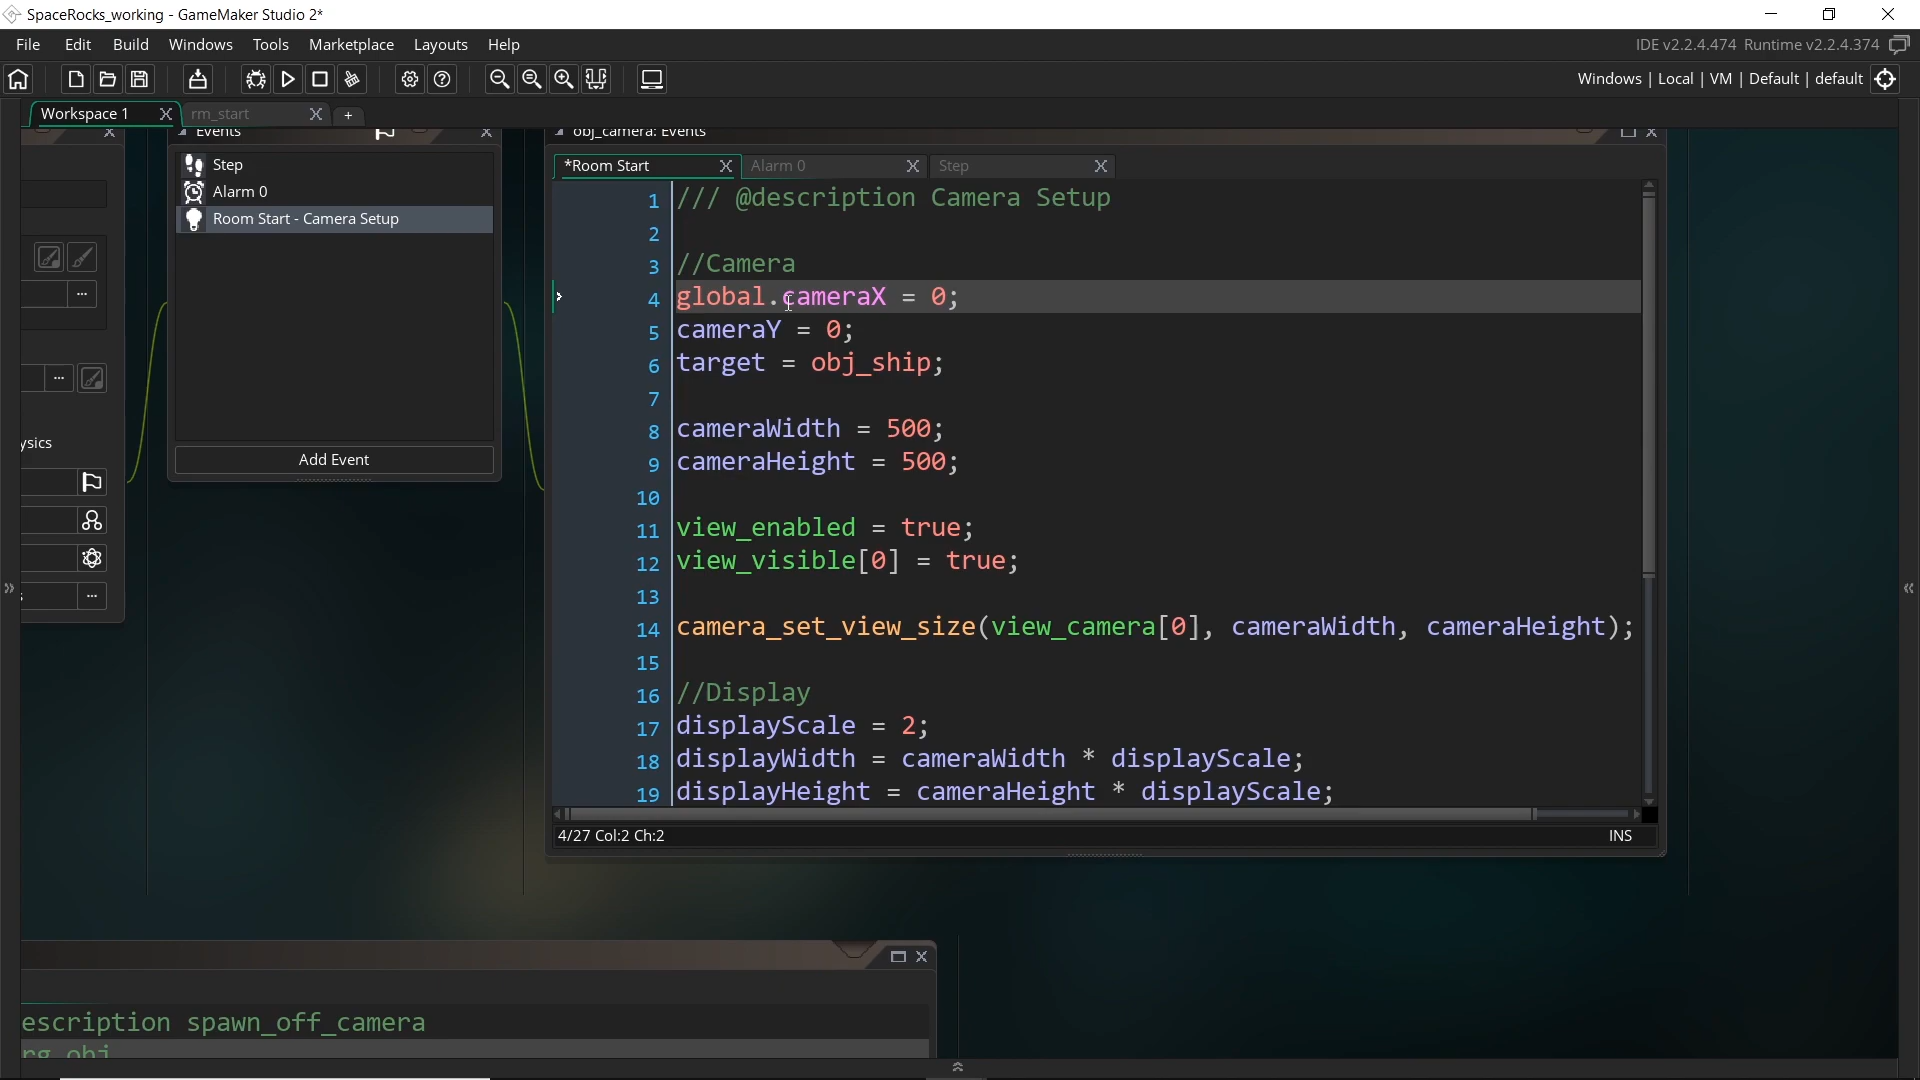 SpaceRocks_working - GameMaker Studio 2*
File Edit Build Windows Tools Marketplace Layouts Help
IDE v2.2.4.474 Runtime v2.2.4.374
Windows | Local | VM | Default | default
Workspace 1
rm_start
+
Events
Step
Alarm 0
Room Start - Camera Setup
Add Event
ysics
obj_camera: Events
*Room Start
Alarm 0
Step
1 /// @description Camera Setup
2
3 //Camera
4 global.cameraX = 0;
5 cameraY = 0;
6 target = obj_ship;
7
8 cameraWidth = 500;
9 cameraHeight = 500;
10
11 view_enabled = true;
12 view_visible[0] = true;
13
14 camera_set_view_size(view_camera[0], cameraWidth, cameraHeight);
15
16 //Display
17 displayScale = 2;
18 displayWidth = cameraWidth * displayScale;
19 displayHeight = cameraHeight * displayScale;
4/27 Col:2 Ch:2
INS
escription spawn_off_camera
rg obj